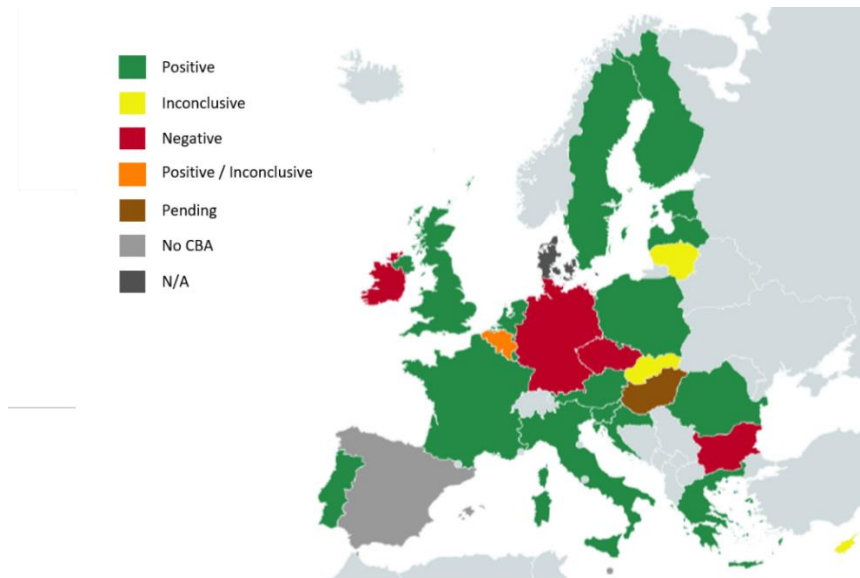 Positive
Inconclusive
Negative
Positive / Inconclusive
Pending
No CBA
N/A